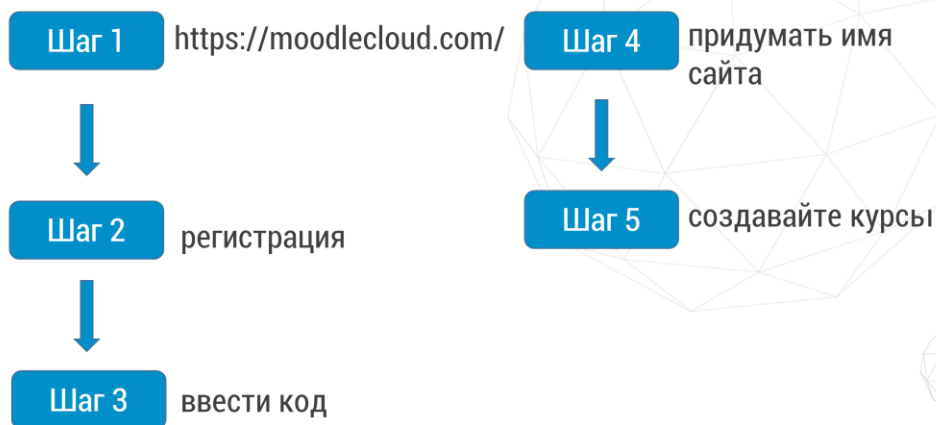 Шаг 1 https://moodlecloud.com/
Шаг 2 регистрация
Шаг 3 ввести код
Шаг 4 придумать имя
сайта
Шаг 5 создавайте курсы